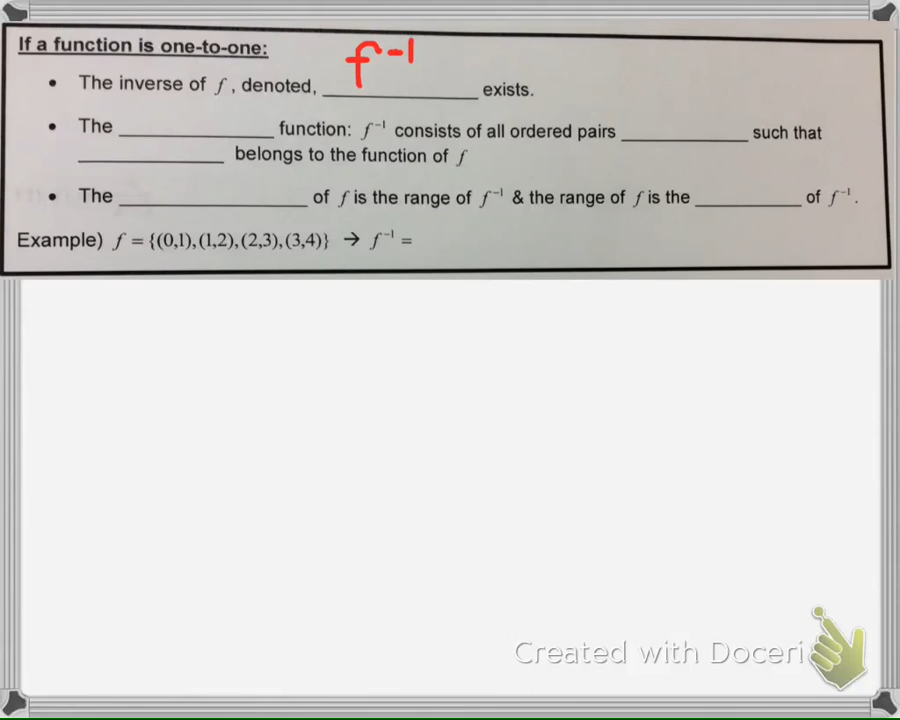 If a function is one-to-one:
• The inverse of f, denoted, f⁻¹ exists.
• The ______ function: f⁻¹ consists of all ordered pairs ______ such that
______ belongs to the function of f
• The ______ of f is the range of f⁻¹ & the range of f is the ______ of f⁻¹.
Example) f = {(0,1),(1,2),(2,3),(3,4)} → f⁻¹ =
Created with Doceri